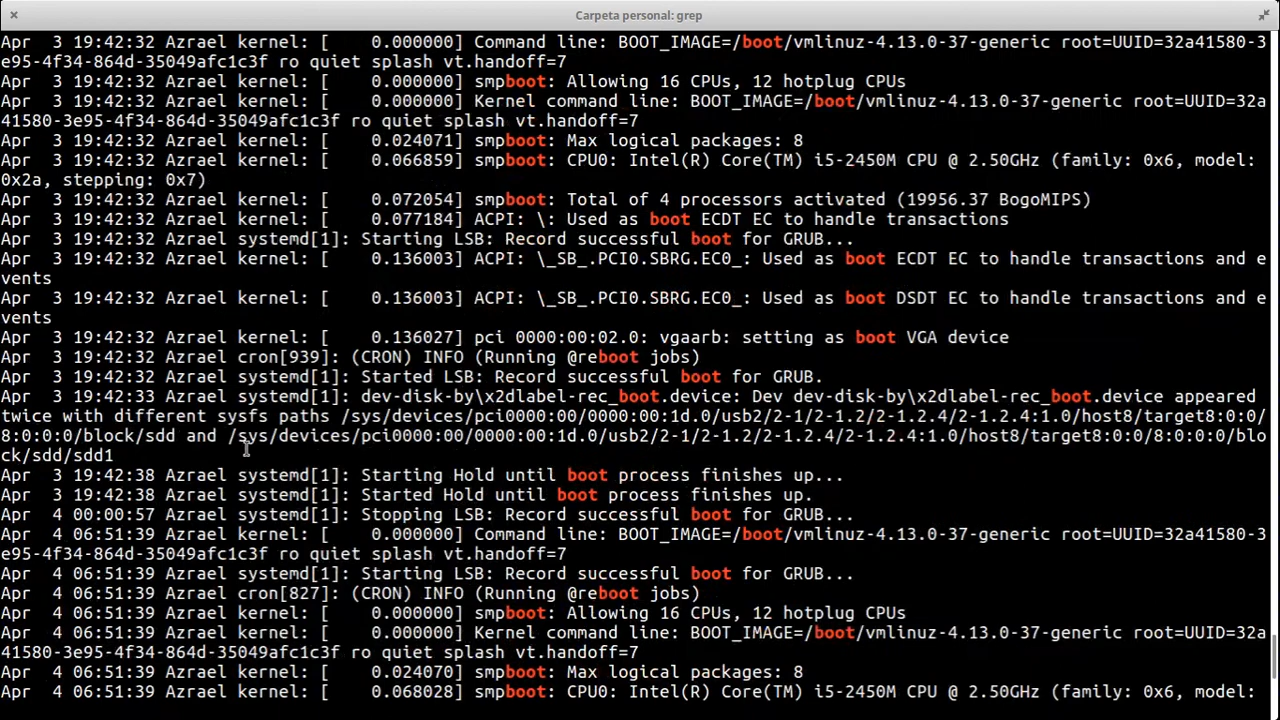 Carpeta personal: grep
Apr  3 19:42:32 Azrael kernel: [    0.000000] Command line: BOOT_IMAGE=/boot/vmlinuz-4.13.0-37-generic root=UUID=32a41580-3
e95-4f34-864d-35049afc1c3f ro quiet splash vt.handoff=7
Apr  3 19:42:32 Azrael kernel: [    0.000000] smpboot: Allowing 16 CPUs, 12 hotplug CPUs
Apr  3 19:42:32 Azrael kernel: [    0.000000] Kernel command line: BOOT_IMAGE=/boot/vmlinuz-4.13.0-37-generic root=UUID=32a
41580-3e95-4f34-864d-35049afc1c3f ro quiet splash vt.handoff=7
Apr  3 19:42:32 Azrael kernel: [    0.024071] smpboot: Max logical packages: 8
Apr  3 19:42:32 Azrael kernel: [    0.066859] smpboot: CPU0: Intel(R) Core(TM) i5-2450M CPU @ 2.50GHz (family: 0x6, model:
0x2a, stepping: 0x7)
Apr  3 19:42:32 Azrael kernel: [    0.072054] smpboot: Total of 4 processors activated (19956.37 BogoMIPS)
Apr  3 19:42:32 Azrael kernel: [    0.077184] ACPI: \: Used as boot ECDT EC to handle transactions
Apr  3 19:42:32 Azrael systemd[1]: Starting LSB: Record successful boot for GRUB...
Apr  3 19:42:32 Azrael kernel: [    0.136003] ACPI: \_SB_.PCI0.SBRG.EC0_: Used as boot ECDT EC to handle transactions and e
vents
Apr  3 19:42:32 Azrael kernel: [    0.136003] ACPI: \_SB_.PCI0.SBRG.EC0_: Used as boot DSDT EC to handle transactions and e
vents
Apr  3 19:42:32 Azrael kernel: [    0.136027] pci 0000:00:02.0: vgaarb: setting as boot VGA device
Apr  3 19:42:32 Azrael cron[939]: (CRON) INFO (Running @reboot jobs)
Apr  3 19:42:32 Azrael systemd[1]: Started LSB: Record successful boot for GRUB.
Apr  3 19:42:33 Azrael systemd[1]: dev-disk-by\x2dlabel-rec_boot.device: Dev dev-disk-by\x2dlabel-rec_boot.device appeared
twice with different sysfs paths /sys/devices/pci0000:00/0000:00:1d.0/usb2/2-1/2-1.2/2-1.2.4/2-1.2.4:1.0/host8/target8:0:0/
8:0:0:0/block/sdd and /sys/devices/pci0000:00/0000:00:1d.0/usb2/2-1/2-1.2/2-1.2.4/2-1.2.4:1.0/host8/target8:0:0/8:0:0:0/blo
ck/sdd/sdd1
Apr  3 19:42:38 Azrael systemd[1]: Starting Hold until boot process finishes up...
Apr  3 19:42:38 Azrael systemd[1]: Started Hold until boot process finishes up.
Apr  4 00:00:57 Azrael systemd[1]: Stopping LSB: Record successful boot for GRUB...
Apr  4 06:51:39 Azrael kernel: [    0.000000] Command line: BOOT_IMAGE=/boot/vmlinuz-4.13.0-37-generic root=UUID=32a41580-3
e95-4f34-864d-35049afc1c3f ro quiet splash vt.handoff=7
Apr  4 06:51:39 Azrael systemd[1]: Starting LSB: Record successful boot for GRUB...
Apr  4 06:51:39 Azrael cron[827]: (CRON) INFO (Running @reboot jobs)
Apr  4 06:51:39 Azrael kernel: [    0.000000] smpboot: Allowing 16 CPUs, 12 hotplug CPUs
Apr  4 06:51:39 Azrael kernel: [    0.000000] Kernel command line: BOOT_IMAGE=/boot/vmlinuz-4.13.0-37-generic root=UUID=32a
41580-3e95-4f34-864d-35049afc1c3f ro quiet splash vt.handoff=7
Apr  4 06:51:39 Azrael kernel: [    0.024070] smpboot: Max logical packages: 8
Apr  4 06:51:39 Azrael kernel: [    0.068028] smpboot: CPU0: Intel(R) Core(TM) i5-2450M CPU @ 2.50GHz (family: 0x6, model: